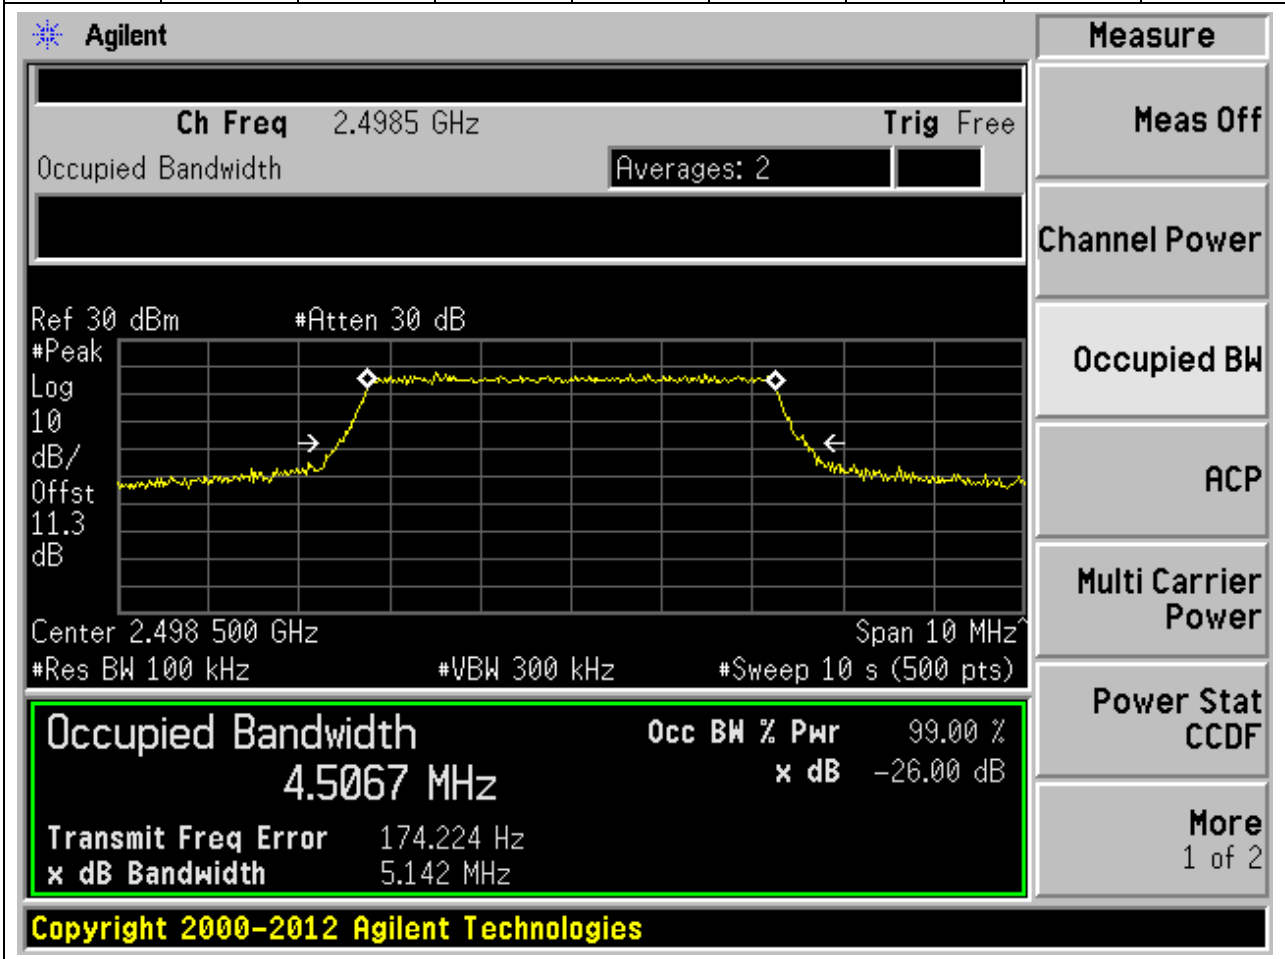 Agilent
Measure
Ch Freq 2.4985 GHz Trig Free
Occupied Bandwidth Averages: 2
Meas Off
Channel Power
Occupied BW
ACP
Multi Carrier
Power
Power Stat
CCDF
More
1 of 2
Ref 30 dBm #Atten 30 dB
#Peak
Log
10
dB/
Offst
11.3
dB
Center 2.498 500 GHz Span 10 MHz^
#Res BW 100 kHz #VBW 300 kHz #Sweep 10 s (500 pts)
Occupied Bandwidth Occ BW % Pwr 99.00 %
4.5067 MHz x dB -26.00 dB
Transmit Freq Error 174.224 Hz
x dB Bandwidth 5.142 MHz
Copyright 2000-2012 Agilent Technologies